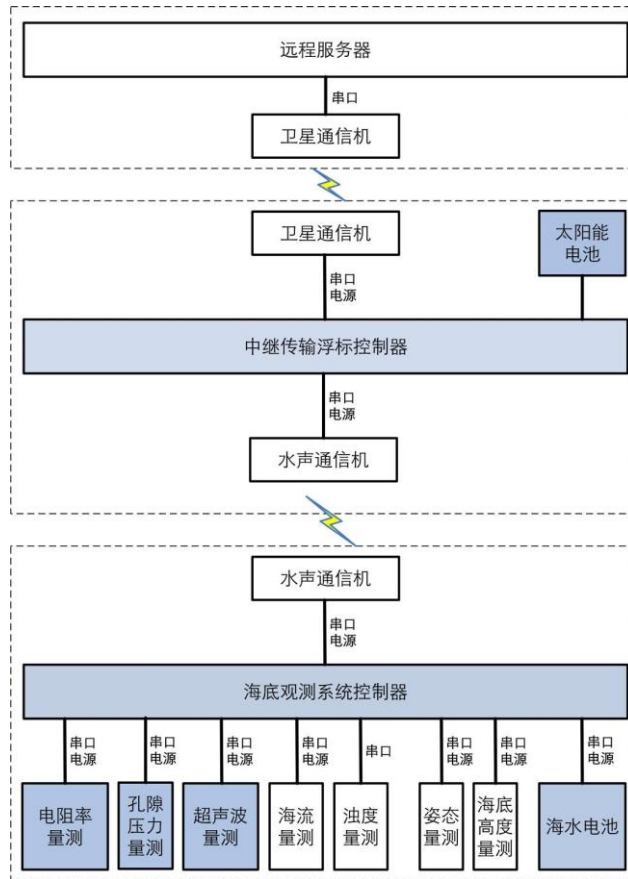 远程服务器
串口
卫星通信机
卫星通信机
太阳能
电池
串口
电源
中继传输浮标控制器
串口
电源
水声通信机
水声通信机
串口
电源
海底观测系统控制器
串口
电源
串口
电源
串口
电源
串口
电源
串口
串口
电源
串口
电源
串口
电源
电阻率
量测
孔隙
压力
量测
超声波
量测
海流
量测
浊度
量测
姿态
量测
海底
高度
量测
海水电池